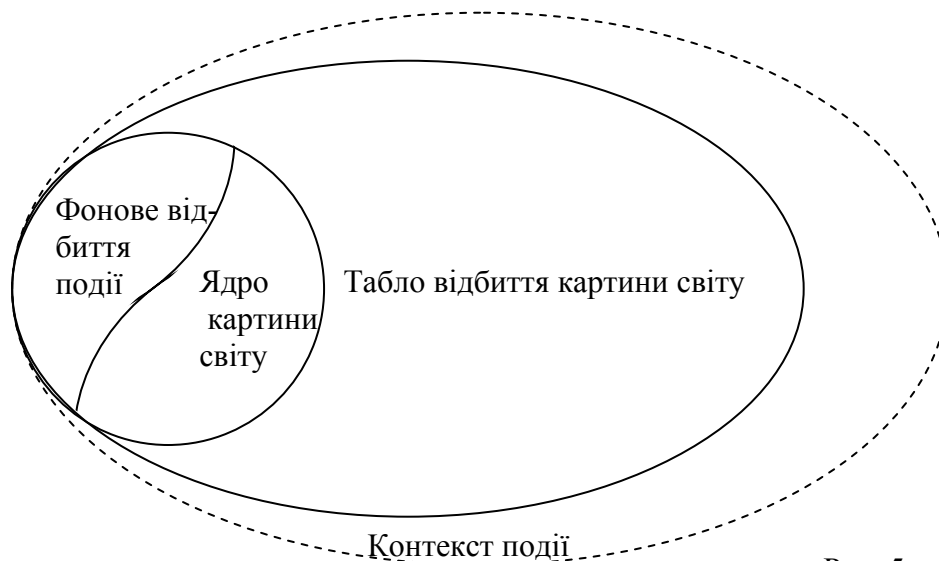 Фонове від-
биття
події
Ядро
картини
світу
Табло відбиття картини світу
Контекст події